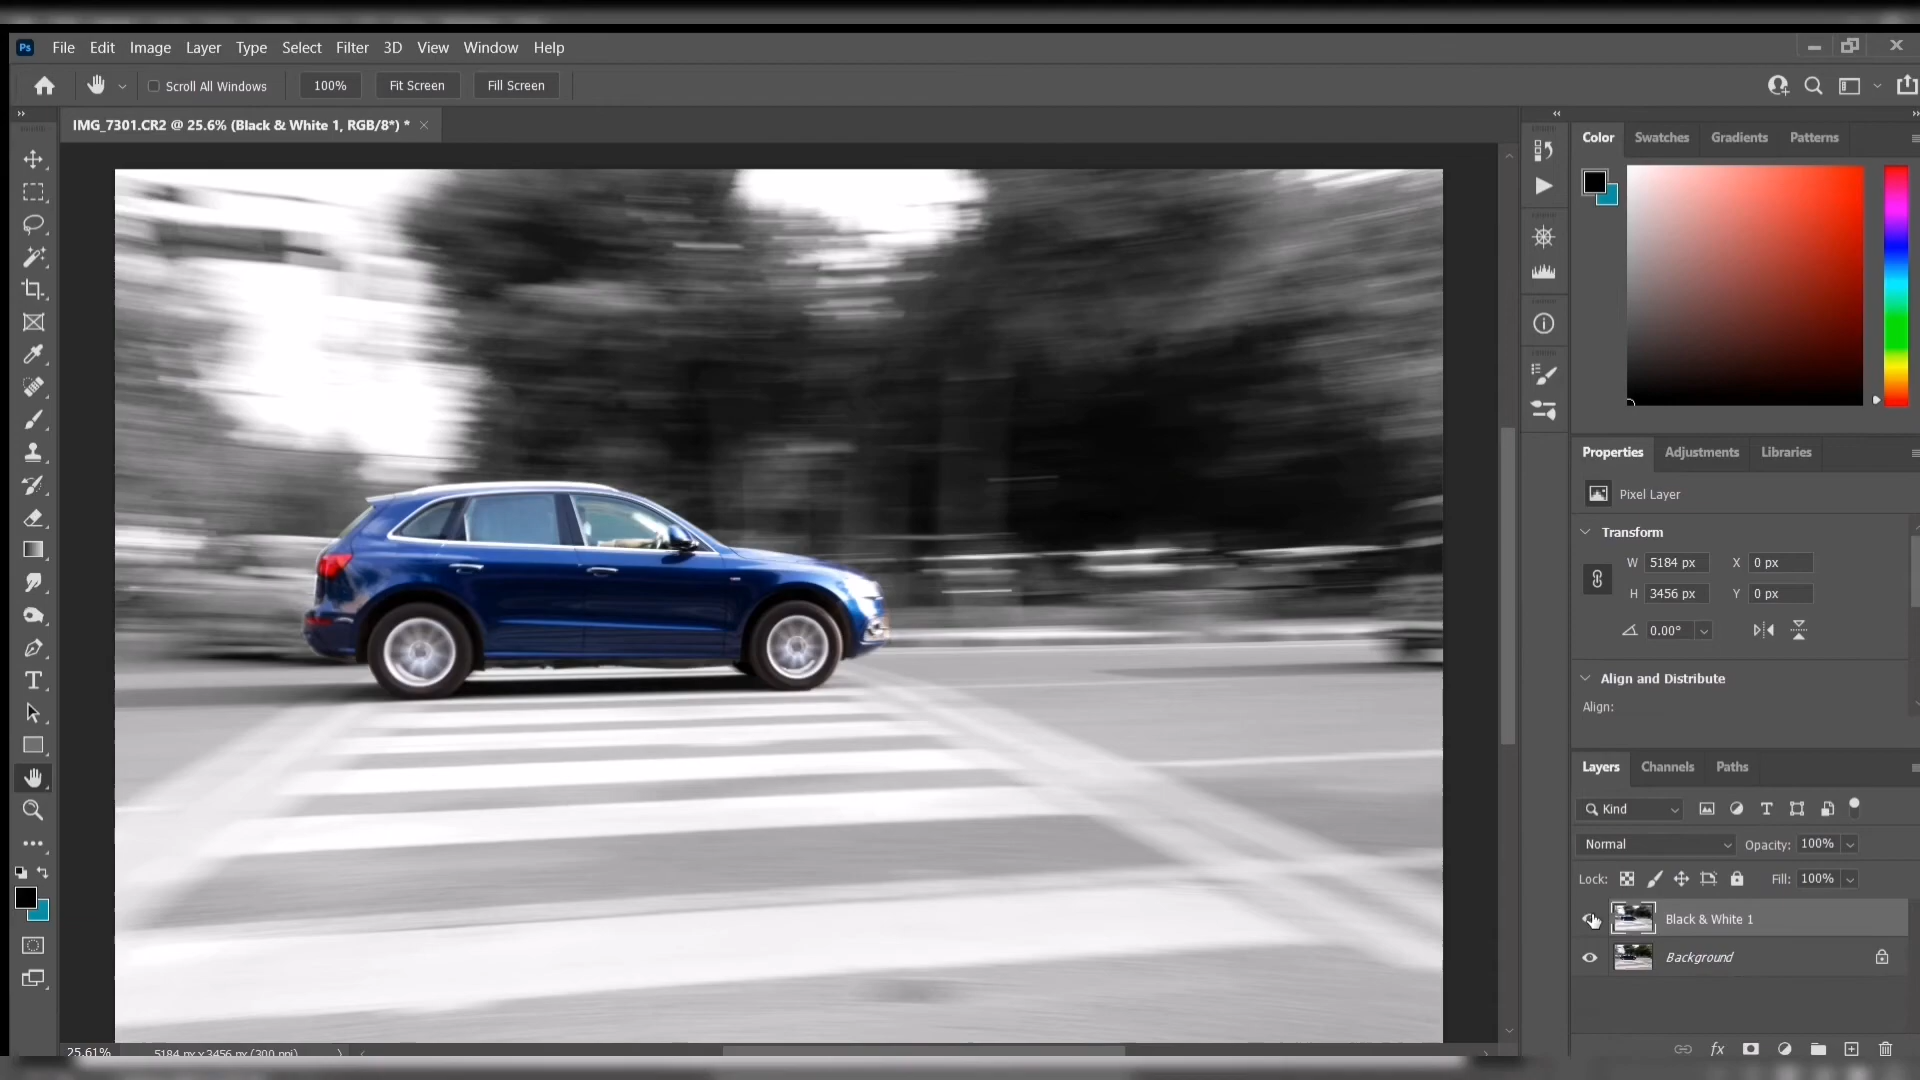 Ps File Edit Image Layer Type Select Filter 3D View Window Help
Scroll All Windows 100% Fit Screen Fill Screen
IMG_7301.CR2 @ 25.6% (Black & White 1, RGB/8*) *
Color Swatches Gradients Patterns
Properties Adjustments Libraries
Pixel Layer
Transform
W 5184 px X 0 px
H 3456 px Y 0 px
0.00°
Align and Distribute
Align:
Layers Channels Paths
Kind
Normal Opacity: 100%
Lock: Fill: 100%
Black & White 1
Background
25.61% 5184 px x 3456 px (300 ppi)